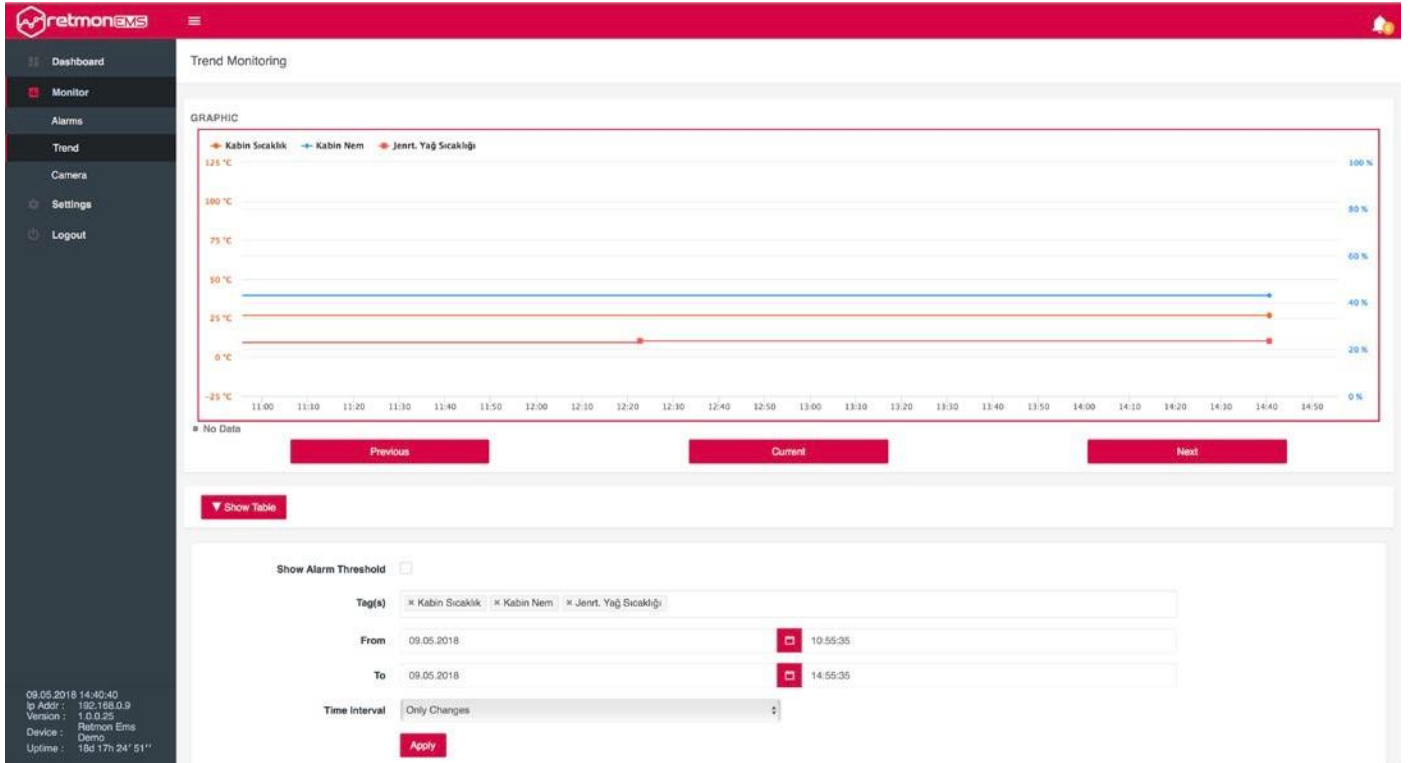 retmon EMS
Dashboard
Monitor
Alarms
Trend
Camera
Settings
Logout
09.05.2018 14:40:40
Ip Addr : 192.168.0.9
Version : 1.0.0.25
Device : Retmon Ems Demo
Uptime : 18d 17h 24' 51''
Trend Monitoring
GRAPHIC
Kabin Sıcaklık Kabin Nem Jenrt. Yağ Sıcaklığı
125 °C
100 °C
75 °C
50 °C
25 °C
0 °C
-25 °C
100 %
80 %
60 %
40 %
20 %
0 %
11:00 11:10 11:20 11:30 11:40 11:50 12:00 12:10 12:20 12:30 12:40 12:50 13:00 13:10 13:20 13:30 13:40 13:50 14:00 14:10 14:20 14:30 14:40 14:50
No Data
Previous Current Next
▼ Show Table
Show Alarm Threshold
Tag(s) × Kabin Sıcaklık × Kabin Nem × Jenrt. Yağ Sıcaklığı
From 09.05.2018 10:55:35
To 09.05.2018 14:55:35
Time Interval Only Changes
Apply